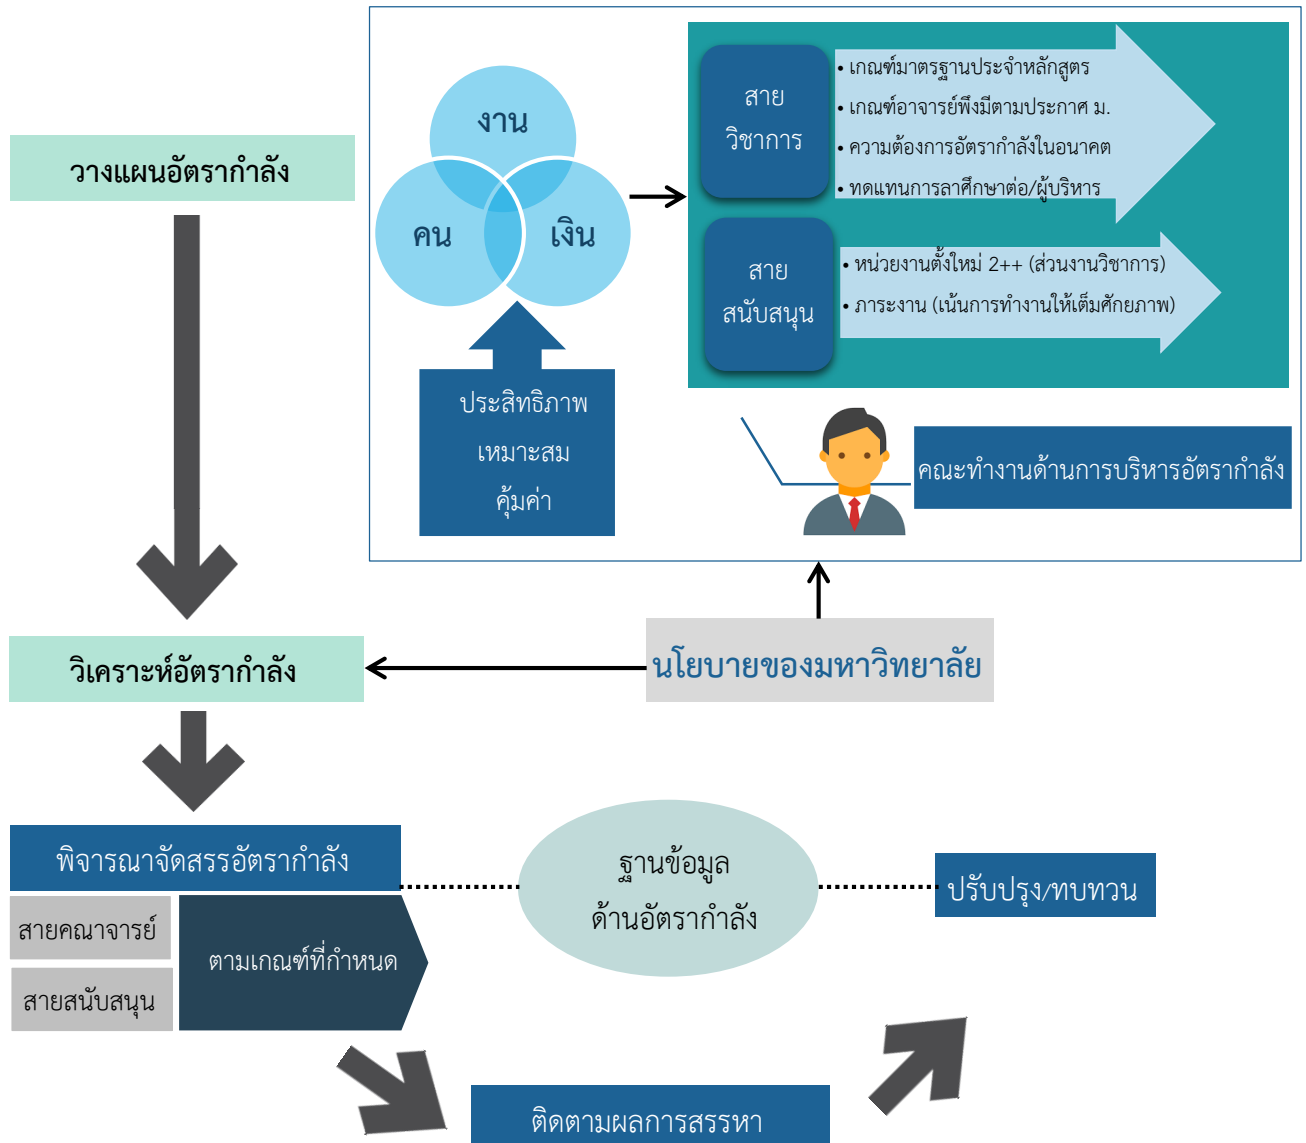 วางแผนอัตรากำลัง
งาน
คน
เงิน
ประสิทธิภาพ
เหมาะสม
คุ้มค่า
สาย
วิชาการ
• เกณฑ์มาตรฐานประจำหลักสูตร
• เกณฑ์อาจารย์พึงมีตามประกาศ ม.
• ความต้องการอัตรากำลังในอนาคต
• ทดแทนการลาศึกษาต่อ/ผู้บริหาร
สาย
สนับสนุน
• หน่วยงานตั้งใหม่ 2++ (ส่วนงานวิชาการ)
• ภาระงาน (เน้นการทำงานให้เต็มศักยภาพ)
คณะทำงานด้านการบริหารอัตรากำลัง
วิเคราะห์อัตรากำลัง
นโยบายของมหาวิทยาลัย
พิจารณาจัดสรรอัตรากำลัง
สายคณาจารย์
สายสนับสนุน
ตามเกณฑ์ที่กำหนด
ฐานข้อมูล
ด้านอัตรากำลัง
ปรับปรุง/ทบทวน
ติดตามผลการสรรหา